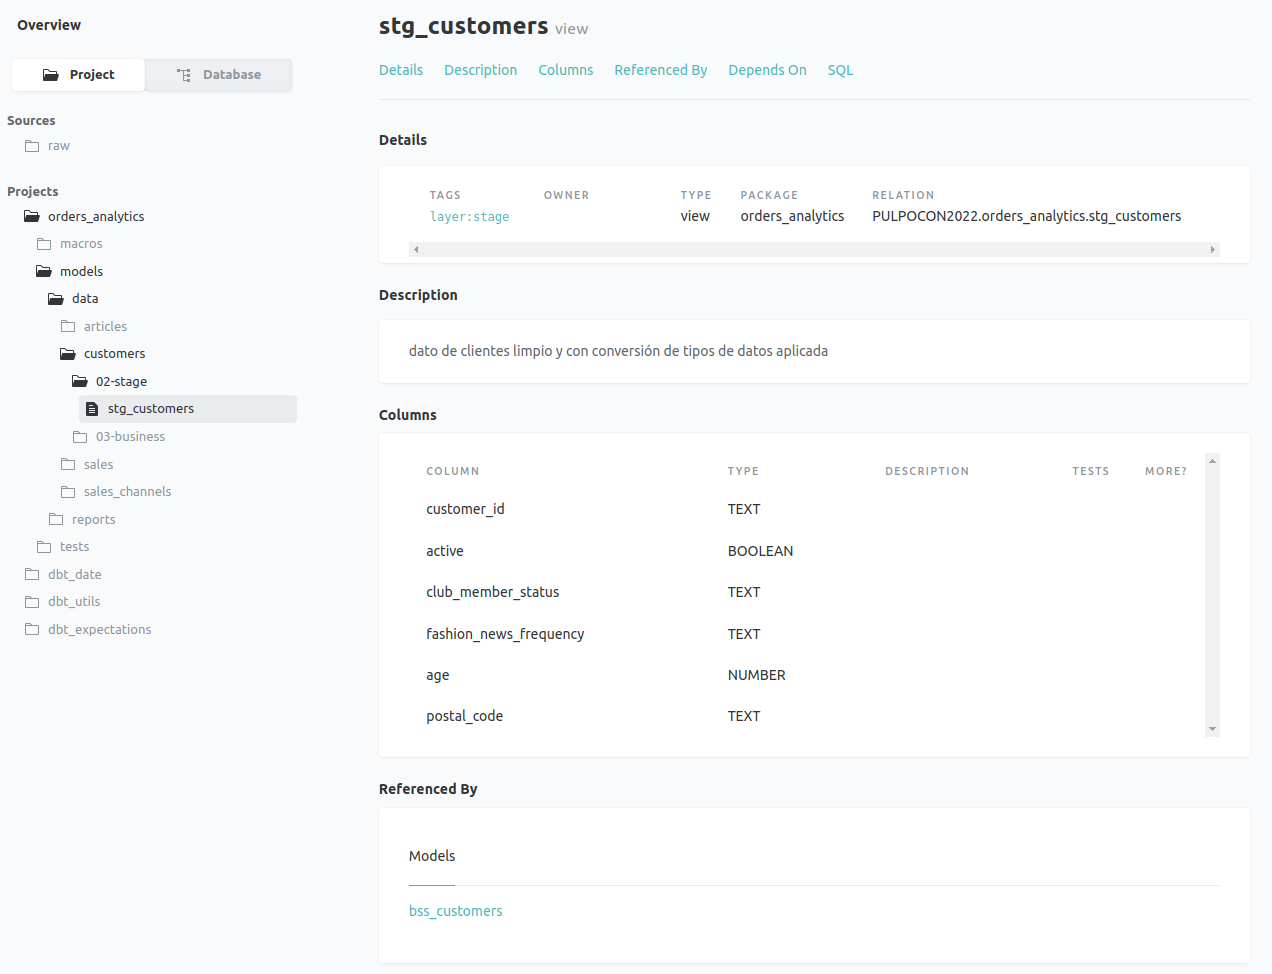 Overview
Project
Database
Sources
raw
Projects
orders_analytics
macros
models
data
articles
customers
02-stage
stg_customers
03-business
sales
sales_channels
reports
tests
dbt_date
dbt_utils
dbt_expectations
stg_customers view
Details Description Columns Referenced By Depends On SQL
Details
TAGS OWNER TYPE PACKAGE RELATION
layer:stage view orders_analytics PULPOCON2022.orders_analytics.stg_customers
Description
dato de clientes limpio y con conversión de tipos de datos aplicada
Columns
COLUMN TYPE DESCRIPTION TESTS MORE?
customer_id TEXT
active BOOLEAN
club_member_status TEXT
fashion_news_frequency TEXT
age NUMBER
postal_code TEXT
Referenced By
Models
bss_customers